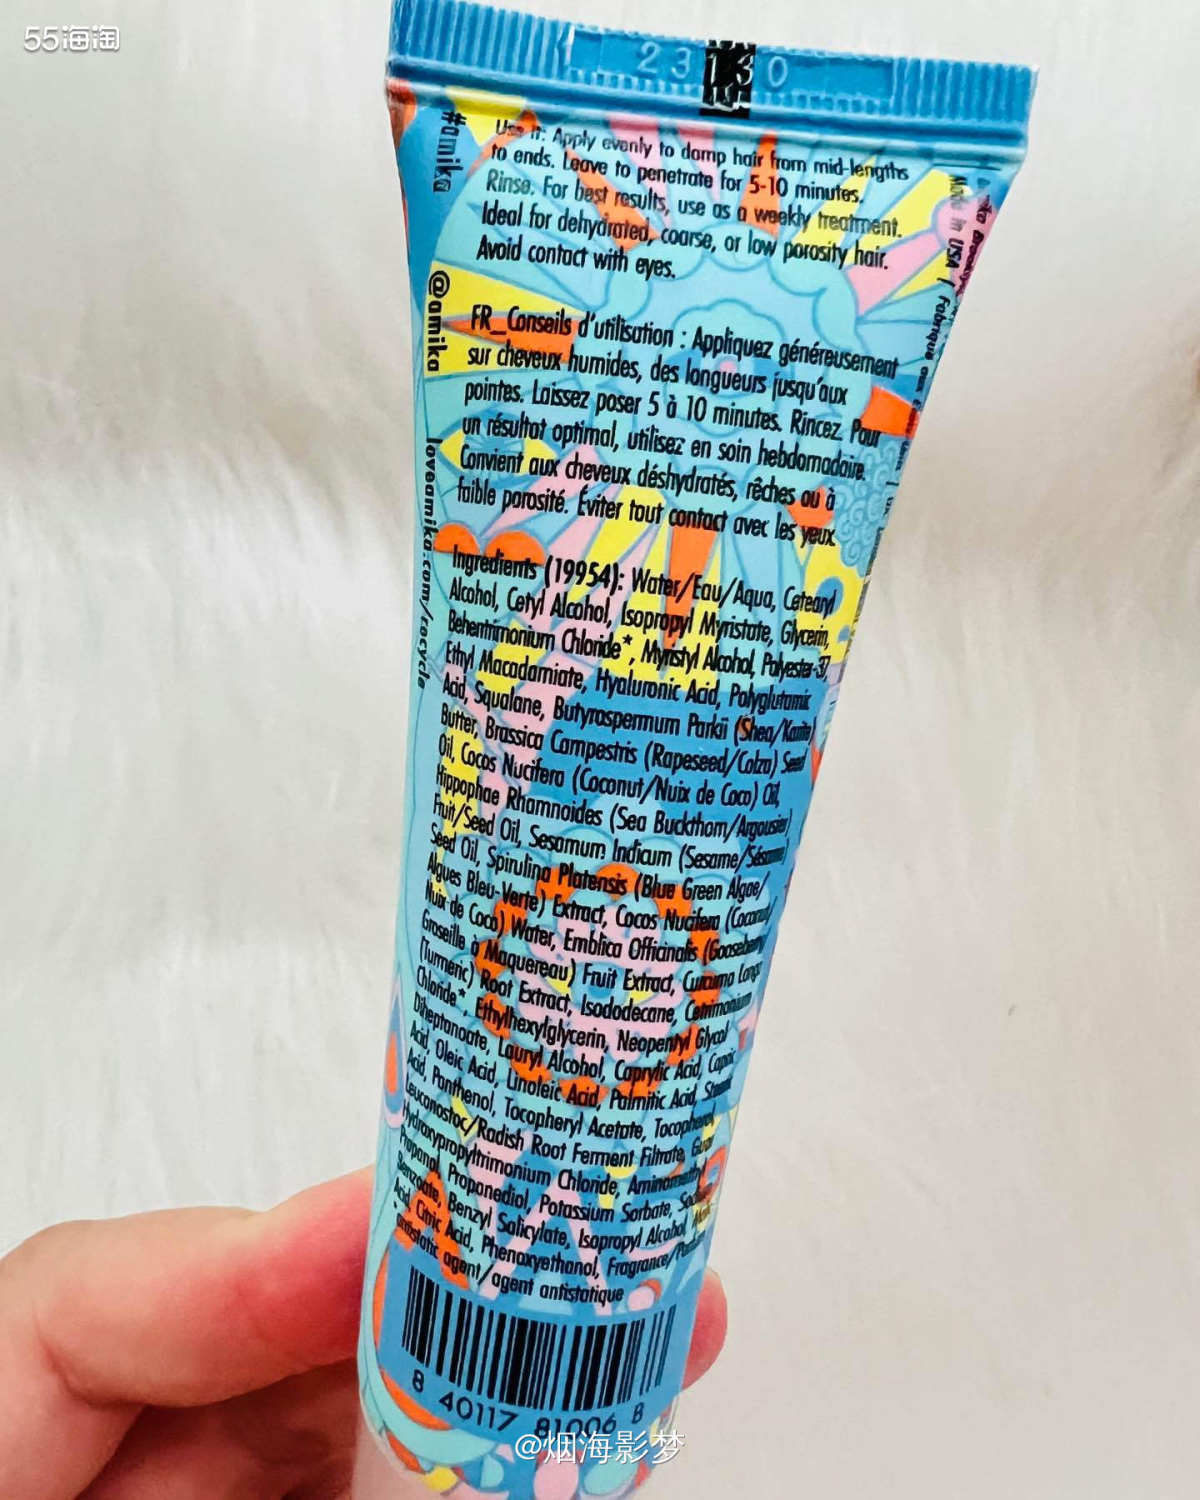 55海淘
23130
Use it: Apply evenly to damp hair from mid-lengths
to ends. Leave to penetrate for 5-10 minutes.
Rinse. For best results, use as a weekly treatment.
Ideal for dehydrated, coarse, or low porosity hair.
Avoid contact with eyes.
FR_Conseils d'utilisation : Appliquez généreusement
sur cheveux humides, des longueurs jusqu'aux
pointes. Laissez poser 5 à 10 minutes. Rincez. Pour
un résultat optimal, utilisez en soin hebdomadaire.
Convient aux cheveux déshydratés, rêches ou à
faible porosité. Éviter tout contact avec les yeux.
Ingredients (19954): Water/Eau/Aqua, Cetearyl
Alcohol, Cetyl Alcohol, Isopropyl Myristate, Glycerin,
Behentrimonium Chloride*, Myristyl Alcohol, Polyester-37,
Ethyl Macadamiate, Hyaluronic Acid, Polyglutamic
Acid, Squalane, Butyrospermum Parkii (Shea/Karite)
Butter, Brassica Campestris (Rapeseed/Colza) Seed
Oil, Cocos Nucifera (Coconut/Nuix de Coco) Oil,
Hippophae Rhamnoides (Sea Buckthorn/Argousier)
Fruit/Seed Oil, Sesamum Indicum (Sesame/Sésame)
Seed Oil, Spirulina Platensis (Blue Green Algae/
Algues Bleu-Verte) Extract, Cocos Nucifera (Coconut/
Nuix de Coco) Water, Emblica Officinalis (Gooseberry/
Groseille à Maquereau) Fruit Extract, Curcuma Longa
(Turmeric) Root Extract, Isododecane, Cetrimonium
Chloride*, Ethylhexylglycerin, Neopentyl Glycol
Diheptanoate, Lauryl Alcohol, Caprylic Acid, Capric
Acid, Oleic Acid, Linoleic Acid, Palmitic Acid, Stearic
Acid, Panthenol, Tocopheryl Acetate, Tocopherol,
Leuconostoc/Radish Root Ferment Filtrate, Guar
Hydroxypropyltrimonium Chloride, Aminomethyl
Propanol, Propanediol, Potassium Sorbate, Sodium
Benzoate, Benzyl Salicylate, Isopropyl Alcohol,
Acid, Citric Acid, Phenoxyethanol, Fragrance/
*antistatic agent/agent antistatique
8 40117 81006 8
#amika
@amika
loveamika.com/recycle
Made in USA / Fabriqué
@烟海影梦